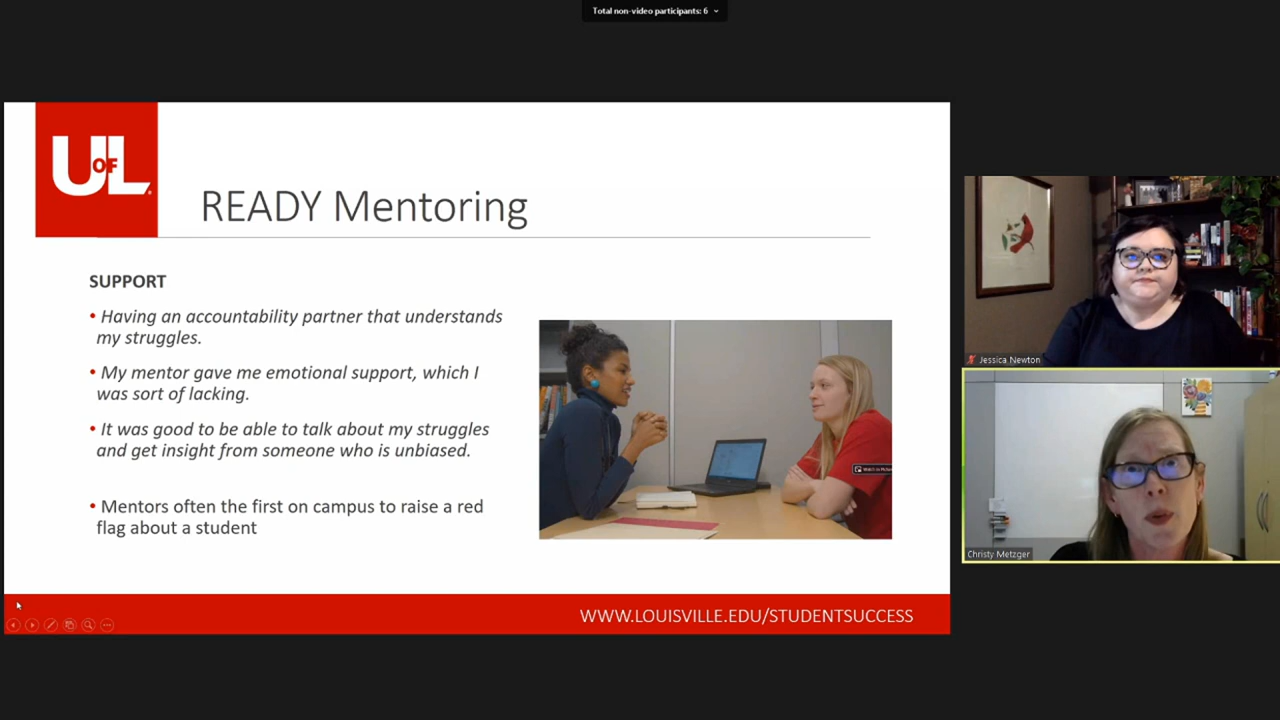 Total non-video participants: 6
UOFL
READY Mentoring
SUPPORT
• Having an accountability partner that understands
my struggles.
• My mentor gave me emotional support, which I
was sort of lacking.
• It was good to be able to talk about my struggles
and get insight from someone who is unbiased.
• Mentors often the first on campus to raise a red
flag about a student
WWW.LOUISVILLE.EDU/STUDENTSUCCESS
Jessica Newton
Christy Metzger